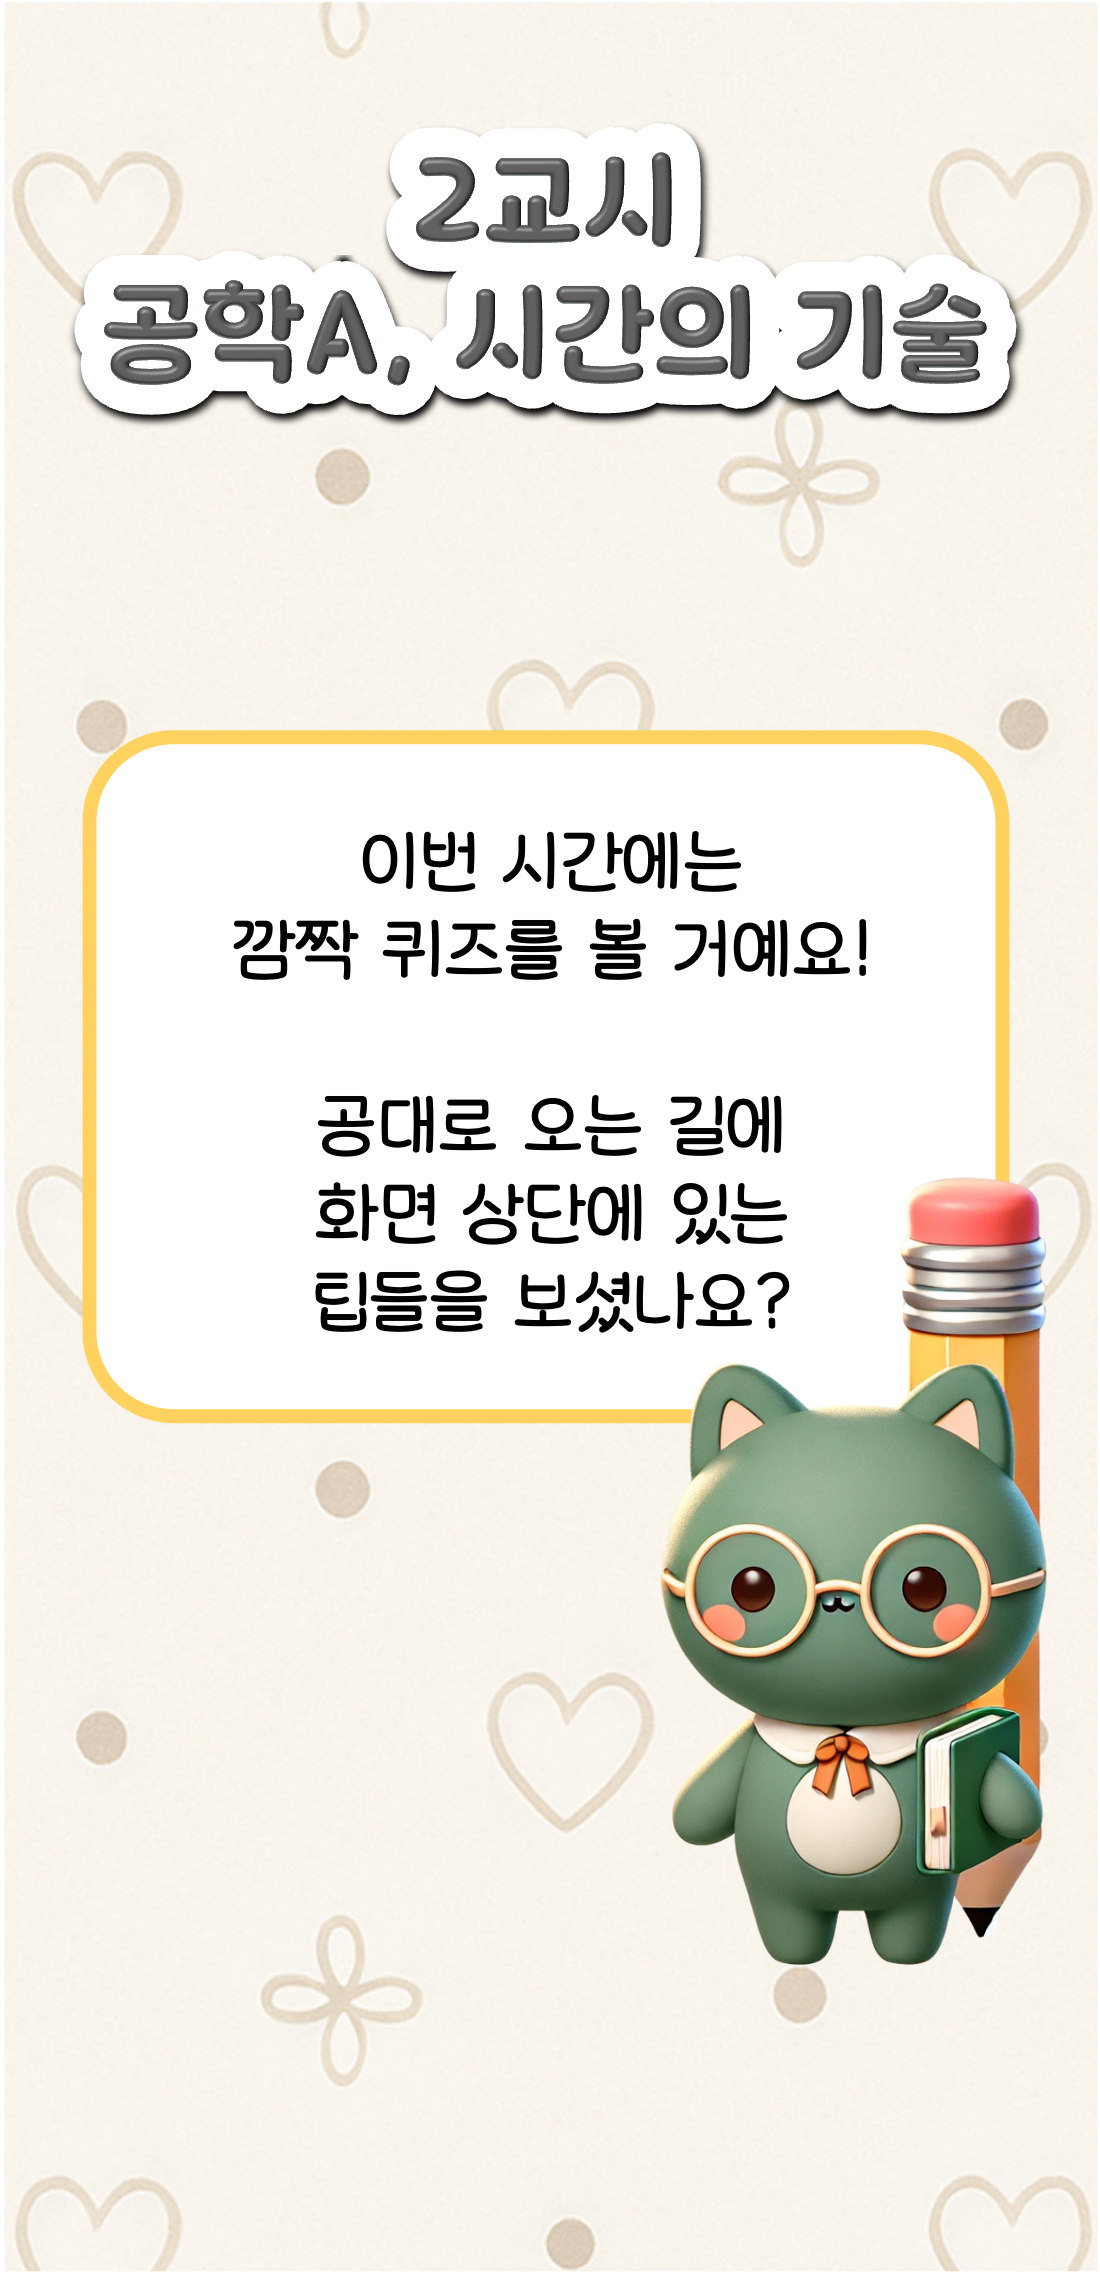 2교시
공학A, 시간의 기술
이번 시간에는
깜짝 퀴즈를 볼 거예요!
공대로 오는 길에
화면 상단에 있는
팁들을 보셨나요?